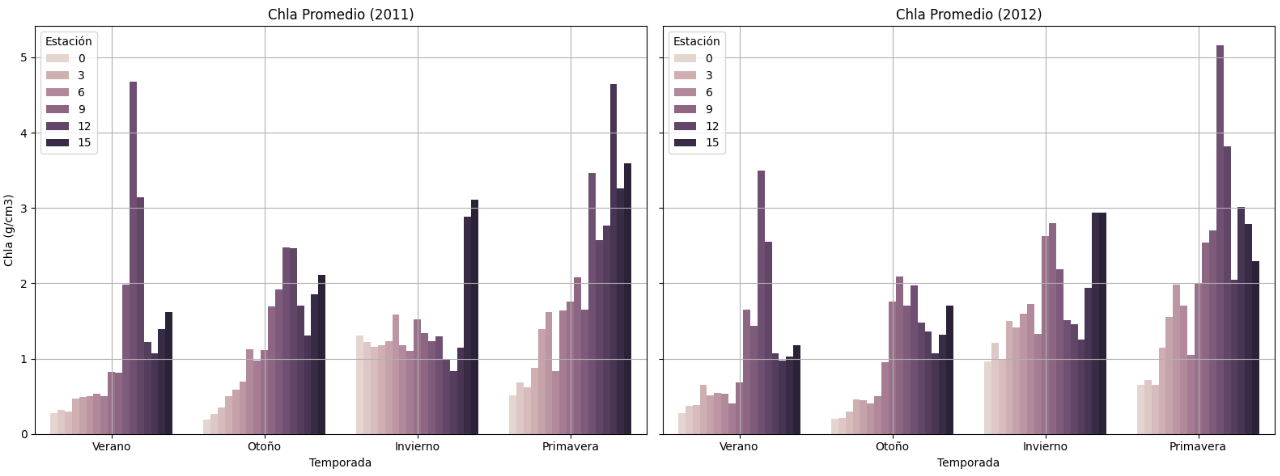 Chla Promedio (2011)
Chla (g/cm3)
5
4
3
2
1
0
Estación
0
3
6
9
12
15
Verano
Otoño
Invierno
Primavera
Temporada
Chla Promedio (2012)
Estación
0
3
6
9
12
15
Verano
Otoño
Invierno
Primavera
Temporada